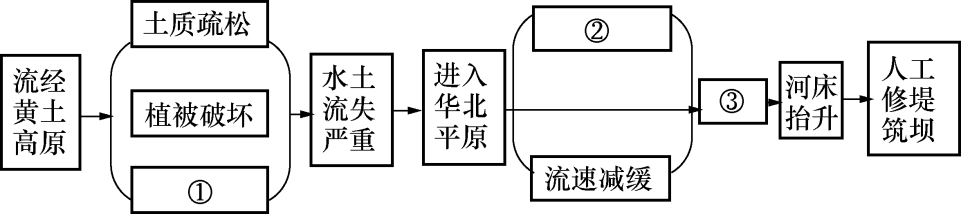 流经
黄土
高原
土质疏松
植被破坏
①
水土
流失
严重
进入
华北
平原
②
流速减缓
③
河床
抬升
人工
修堤
筑坝